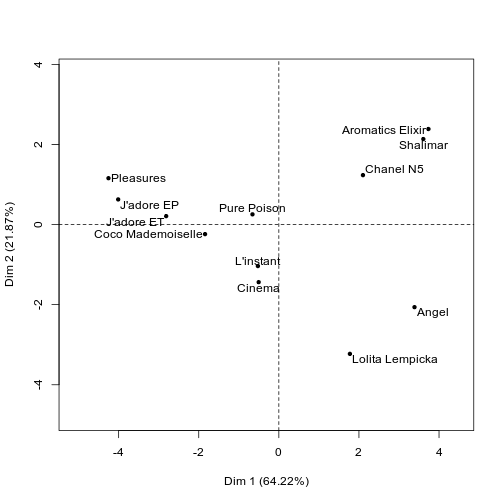 4
Aromatics Elixir
Shalimar
2
Chanel N5
Pleasures
J'adore EP
Pure Poison
J'adore ET
0
Coco Mademoiselle
Dim 2 (21.87%)
L'instant
Cinéma
-2
Angel
Lolita Lempicka
-4
-4 -2 0 2 4
Dim 1 (64.22%)